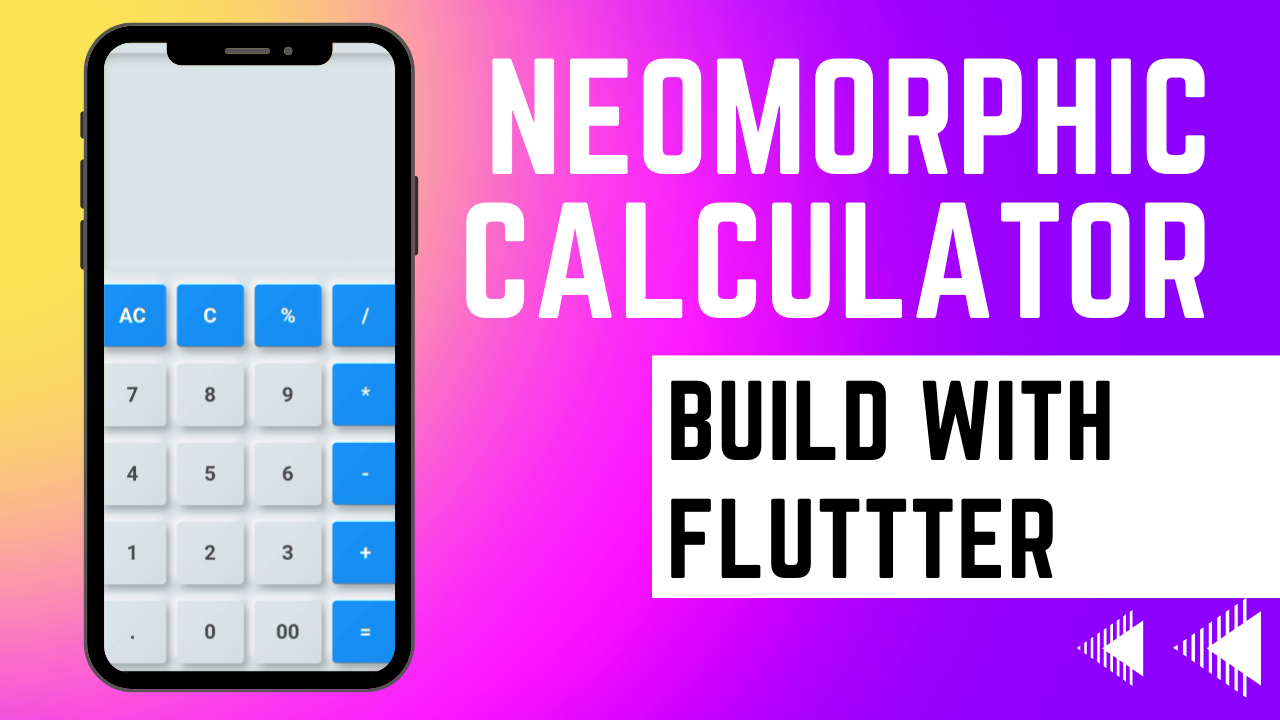 NEOMORPHIC
CALCULATOR
BUILD WITH
FLUTTTER
AC C % /
7 8 9 *
4 5 6 -
1 2 3 +
. 0 00 =